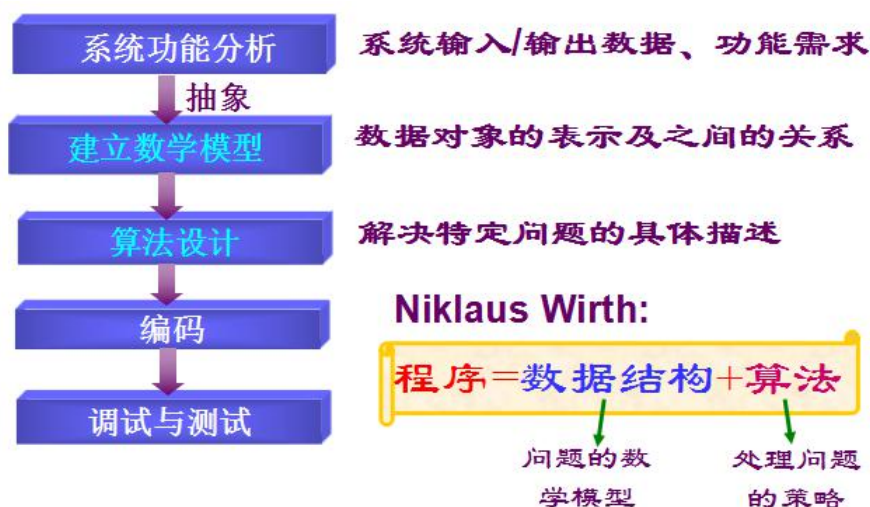 系统功能分析
系统输入/输出数据、功能需求
抽象
建立数学模型
数据对象的表示及之间的关系
算法设计
解决特定问题的具体描述
编码
调试与测试
Niklaus Wirth:
程序=数据结构+算法
问题的数
学模型
处理问题
的策略